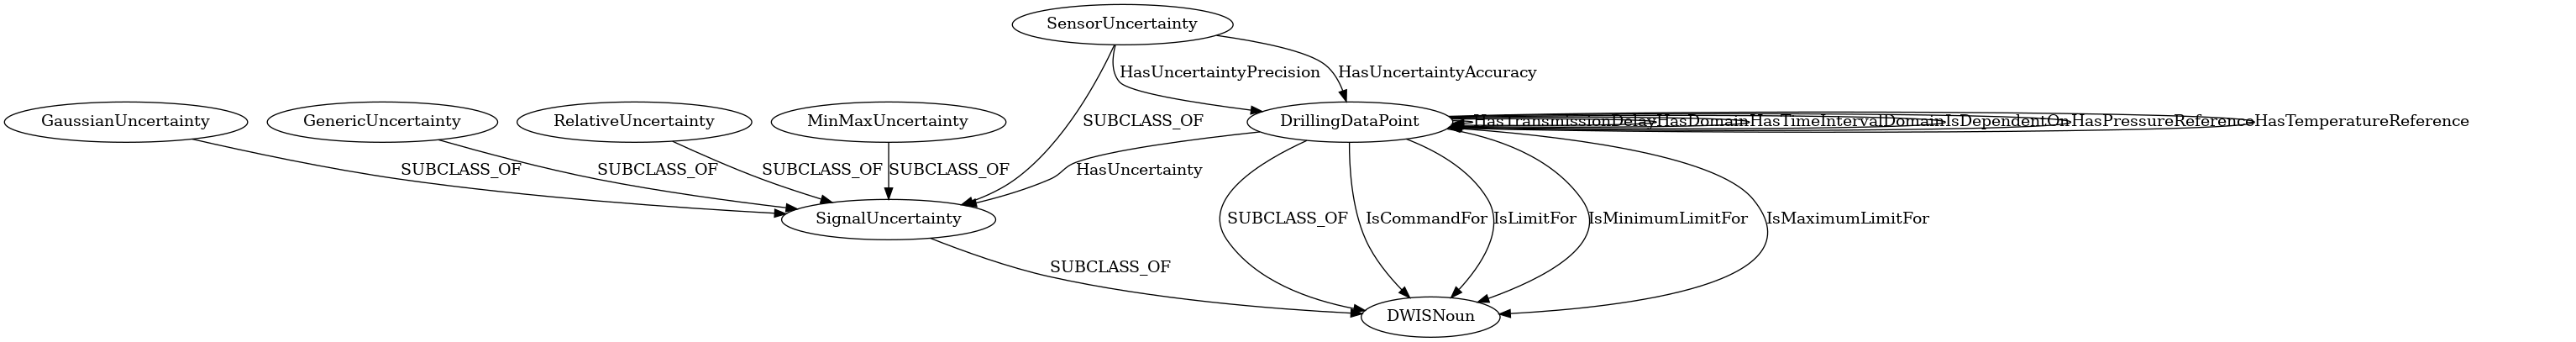 SensorUncertainty
HasUncertaintyPrecision
HasUncertaintyAccuracy
GaussianUncertainty
GenericUncertainty
RelativeUncertainty
MinMaxUncertainty
SUBCLASS_OF
DrillingDataPoint
HasTransmissionDelay
HasDomain
HasTimeIntervalDomain
IsDependentOn
HasPressureReference
HasTemperatureReference
SUBCLASS_OF
SUBCLASS_OF
SUBCLASS_OF
SUBCLASS_OF
HasUncertainty
SignalUncertainty
SUBCLASS_OF
IsCommandFor
IsLimitFor
IsMinimumLimitFor
IsMaximumLimitFor
SUBCLASS_OF
DWISNoun